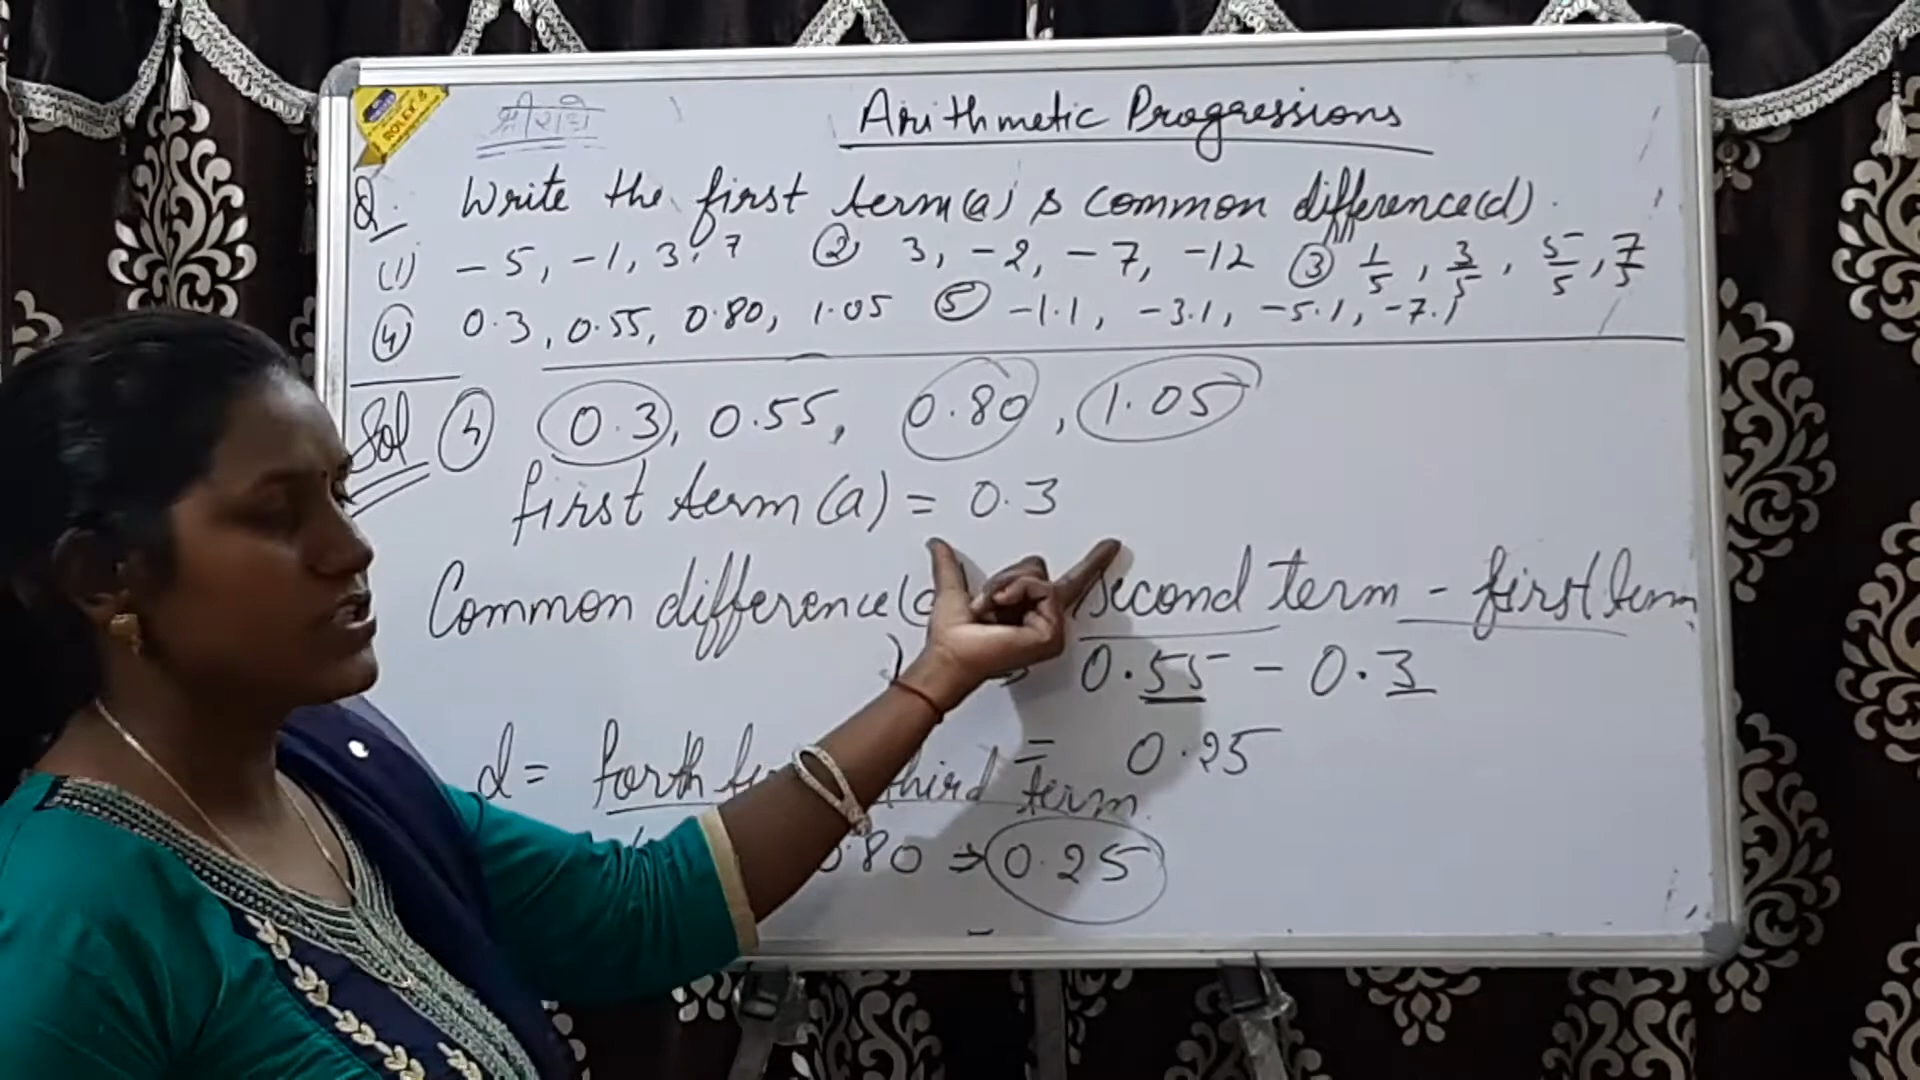 ROLEX
श्री राधे
Arithmetic Progressions
Q. Write the first term(a) & common difference(d).
(1) -5, -1, 3, 7 ② 3, -2, -7, -12 ③ 1/5, 3/5, 5/5, 7/5
④ 0.3, 0.55, 0.80, 1.05 ⑤ -1.1, -3.1, -5.1, -7.1
Sol ④ 0.3, 0.55, 0.80, 1.05
first term (a) = 0.3
Common difference( second term - first term
0.55 - 0.3
= 0.25
d = forth third term
0.80 ⇒ 0.25